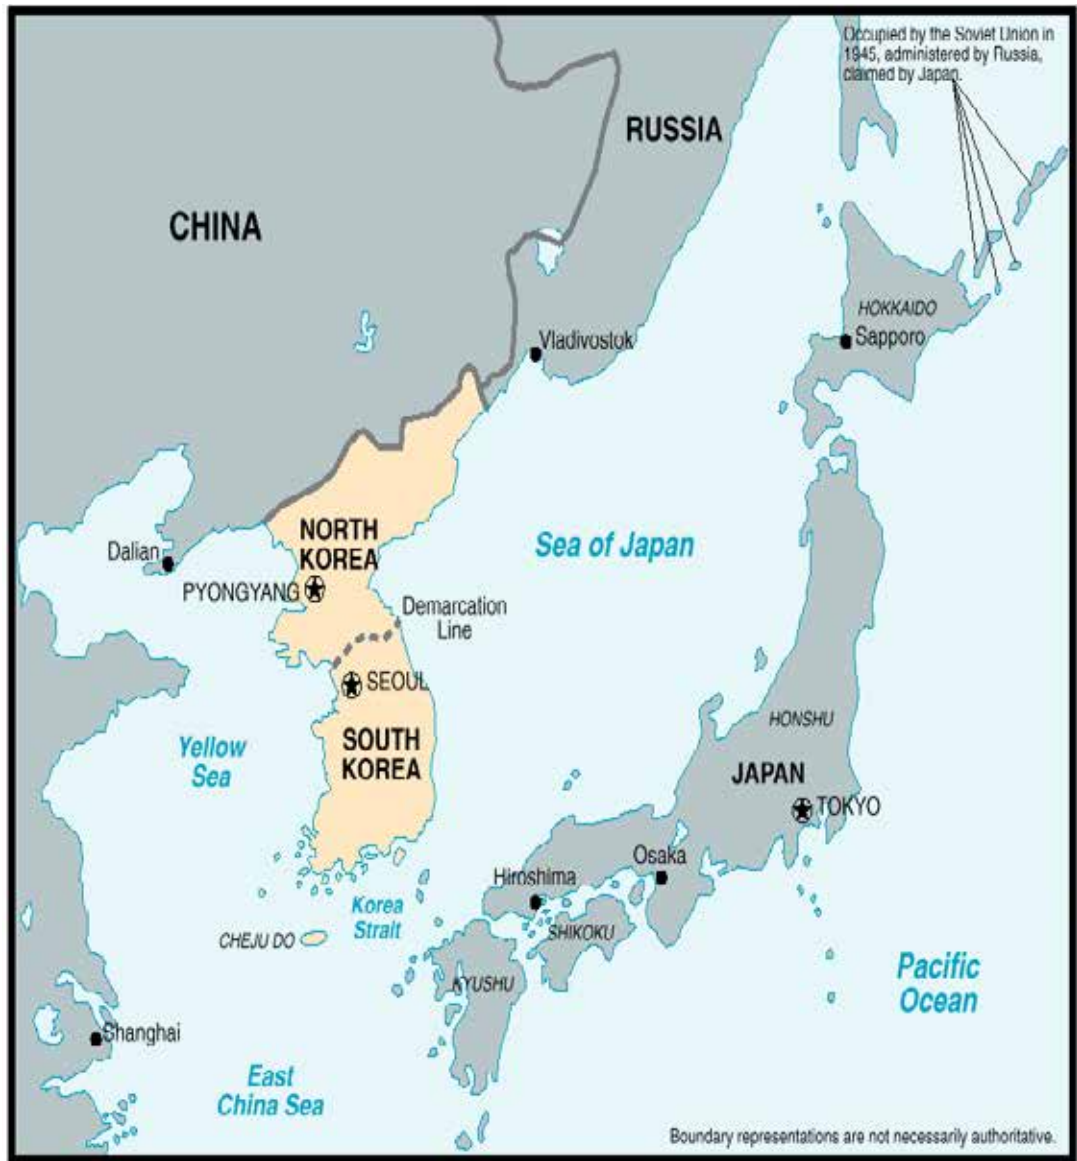 Occupied by the Soviet Union in
1945, administered by Russia,
claimed by Japan.
RUSSIA
CHINA
HOKKAIDO
Vladivostok
Sapporo
NORTH
KOREA
Sea of Japan
Dalian
PYONGYANG
Demarcation
Line
SEOUL
HONSHU
Yellow
Sea
SOUTH
KOREA
JAPAN
TOKYO
Osaka
Hiroshima
Korea
Strait
CHEJU DO
SHIKOKU
KYUSHU
Pacific
Ocean
Shanghai
East
China Sea
Boundary representations are not necessarily authoritative.